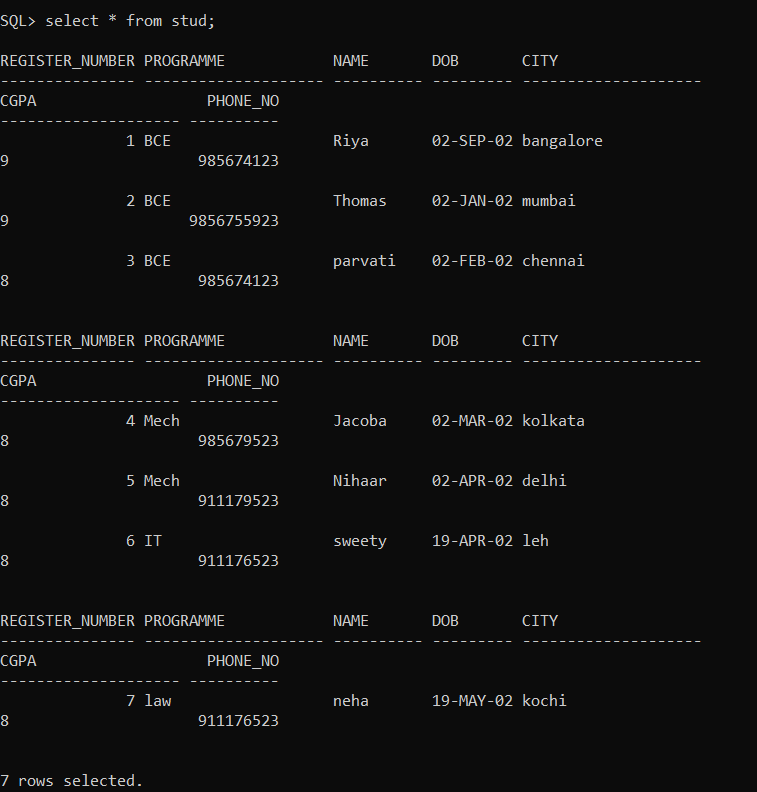 SQL> select * from stud;
REGISTER_NUMBER PROGRAMME            NAME       DOB       CITY
--------------- -------------------- ---------- --------- --------------------
CGPA                   PHONE_NO
-------------------- ----------
              1 BCE                  Riya       02-SEP-02 bangalore
9                     985674123
              2 BCE                  Thomas     02-JAN-02 mumbai
9                    9856755923
              3 BCE                  parvati    02-FEB-02 chennai
8                     985674123
REGISTER_NUMBER PROGRAMME            NAME       DOB       CITY
--------------- -------------------- ---------- --------- --------------------
CGPA                   PHONE_NO
-------------------- ----------
              4 Mech                 Jacoba     02-MAR-02 kolkata
8                     985679523
              5 Mech                 Nihaar     02-APR-02 delhi
8                     911179523
              6 IT                   sweety     19-APR-02 leh
8                     911176523
REGISTER_NUMBER PROGRAMME            NAME       DOB       CITY
--------------- -------------------- ---------- --------- --------------------
CGPA                   PHONE_NO
-------------------- ----------
              7 law                  neha       19-MAY-02 kochi
8                     911176523
7 rows selected.